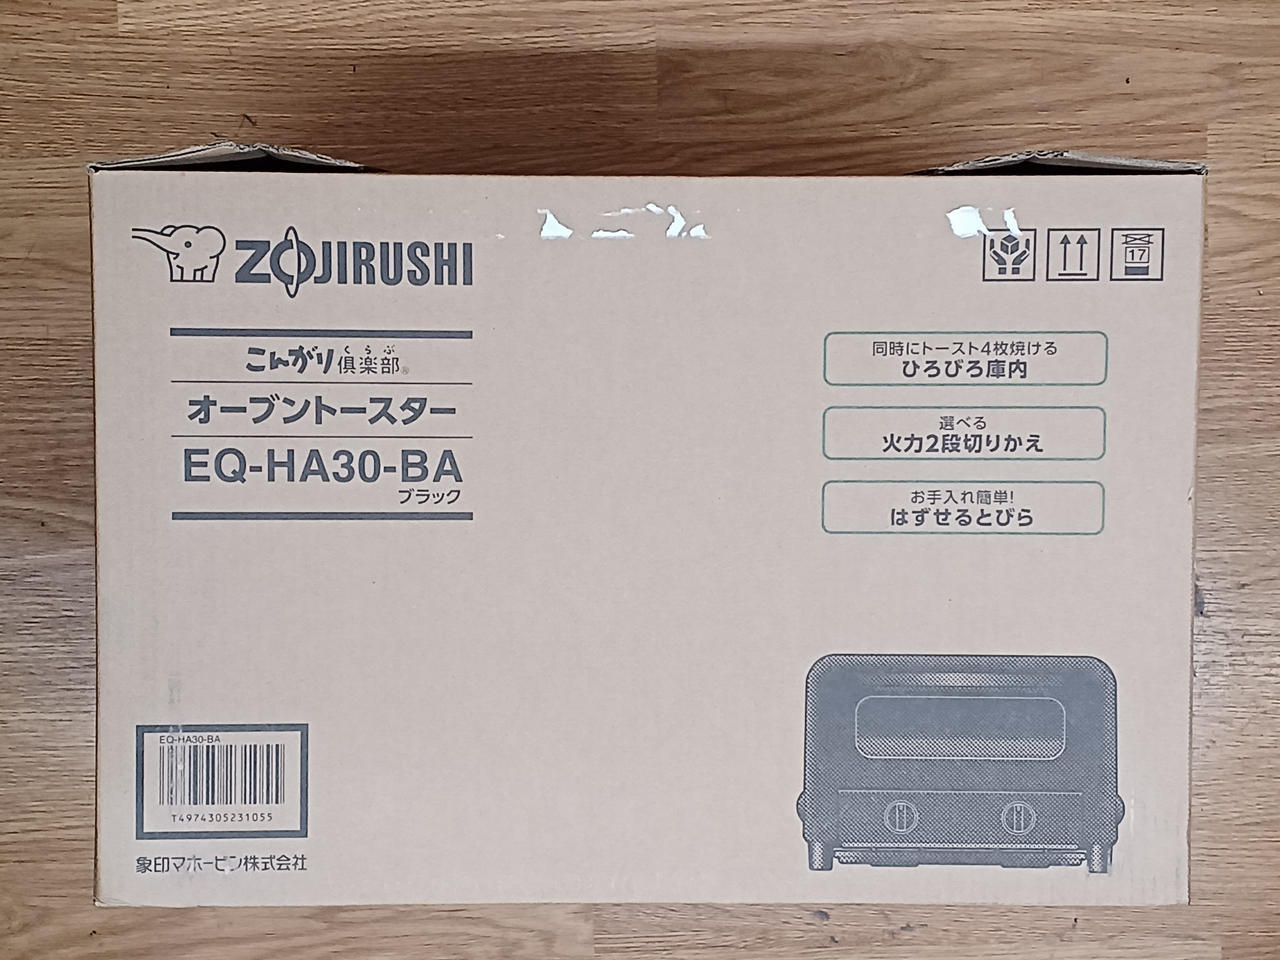 ZOJIRUSHI
くらぶ
こんがり倶楽部®
オーブントースター
EQ-HA30-BA
ブラック
17
同時にトースト4枚焼ける
ひろびろ庫内
選べる
火力2段切りかえ
お手入れ簡単!
はずせるとびら
EQ-HA30-BA
T4974305231055
象印マホービン株式会社